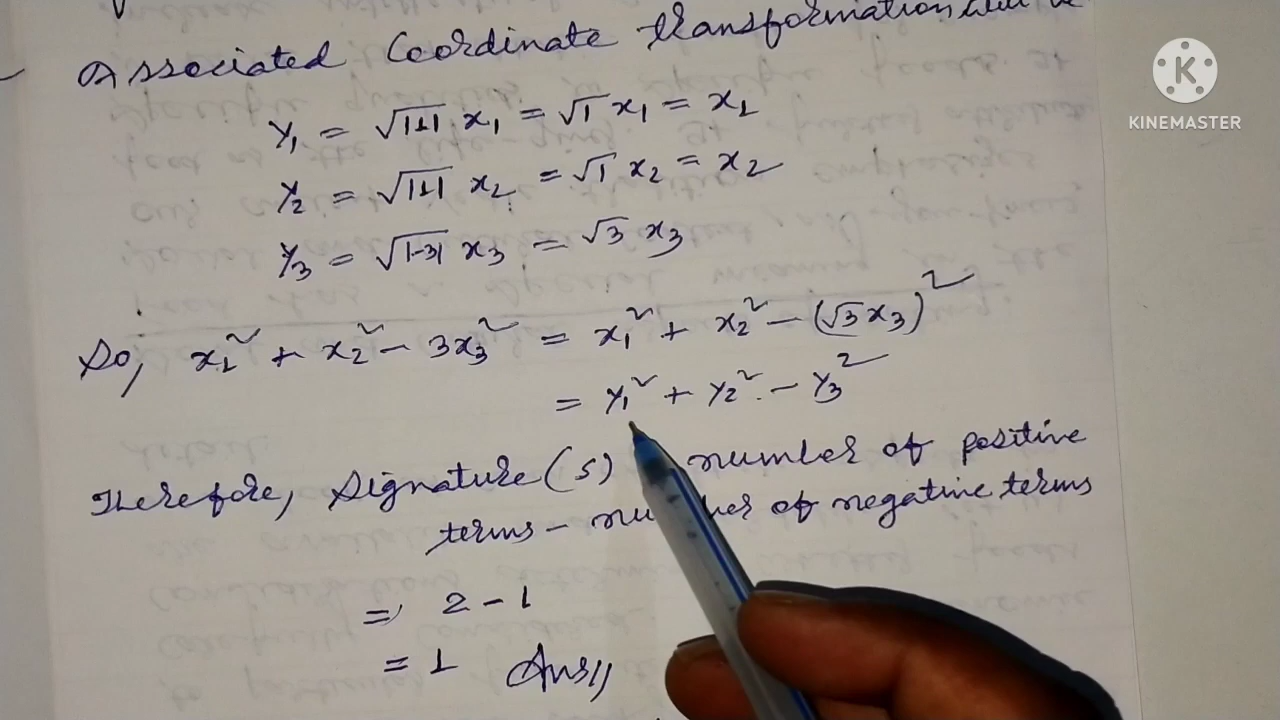 Associated Coordinate transformation will be
y₁ = √|1| x₁ = √1 x₁ = x₁
y₂ = √|1| x₂ = √1 x₂ = x₂
y₃ = √|-3| x₃ = √3 x₃
So, x₁² + x₂² - 3x₃² = x₁² + x₂² - (√3 x₃)²
= y₁² + y₂² - y₃²
Therefore, Signature (s) number of positive
terms - number of negative terms
= 2 - 1
= 1 Ans//
K
KINEMASTER